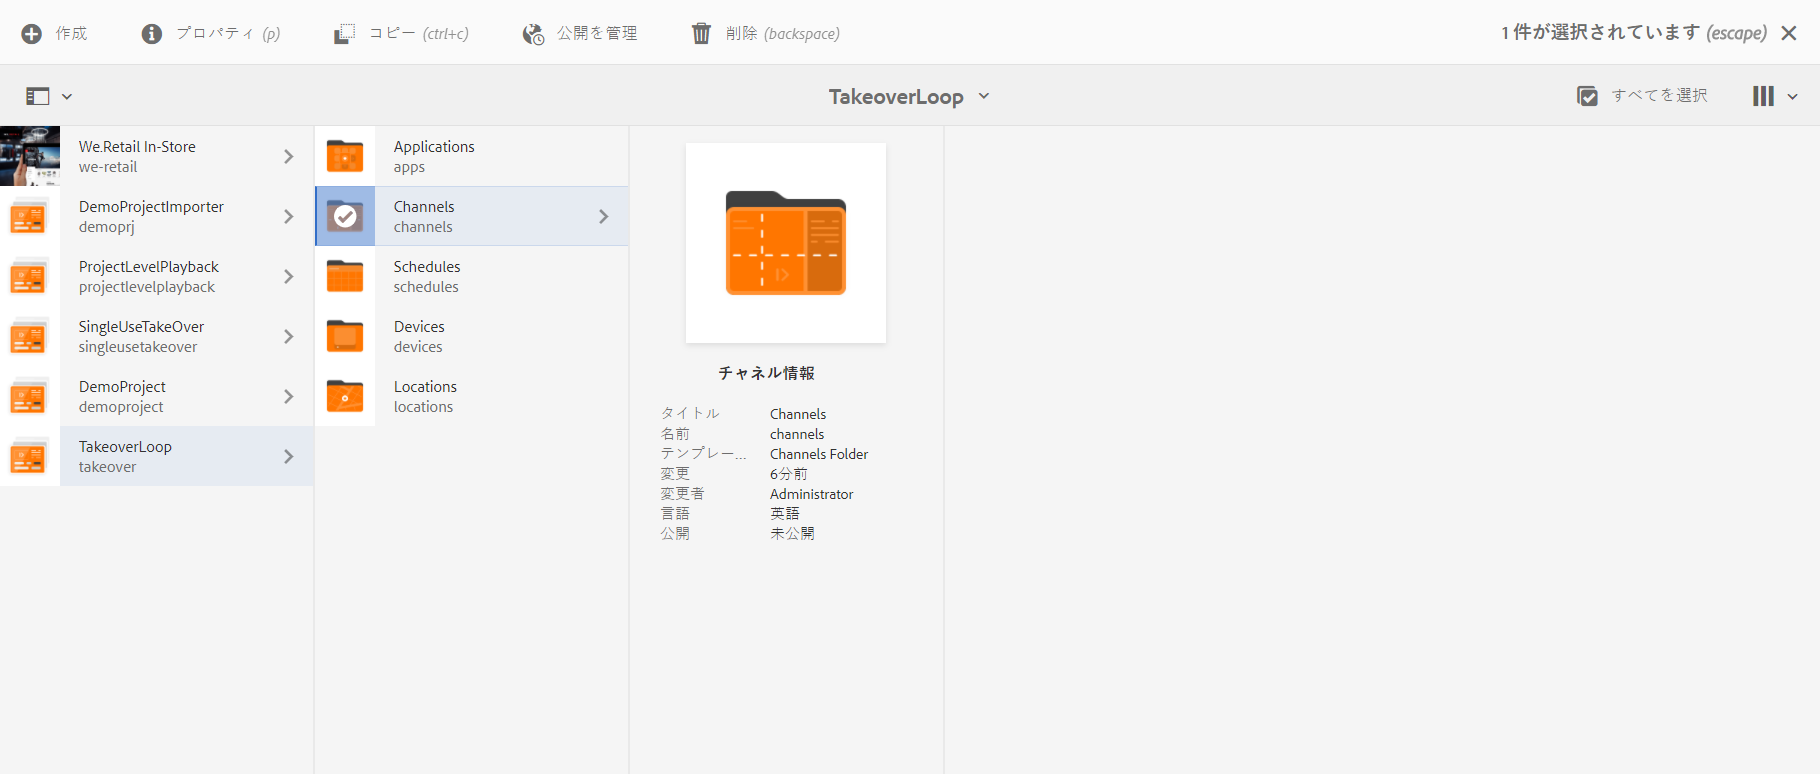 作成
プロパティ (p)
コピー (ctrl+c)
公開を管理
削除 (backspace)
1 件が選択されています (escape)
TakeoverLoop
すべてを選択
We.Retail In-Store
we-retail
DemoProjectImporter
demoprj
ProjectLevelPlayback
projectlevelplayback
SingleUseTakeOver
singleusetakeover
DemoProject
demoproject
TakeoverLoop
takeover
Applications
apps
Channels
channels
Schedules
schedules
Devices
devices
Locations
locations
チャネル情報
タイトル Channels
名前 channels
テンプレー... Channels Folder
変更 6分前
変更者 Administrator
言語 英語
公開 未公開